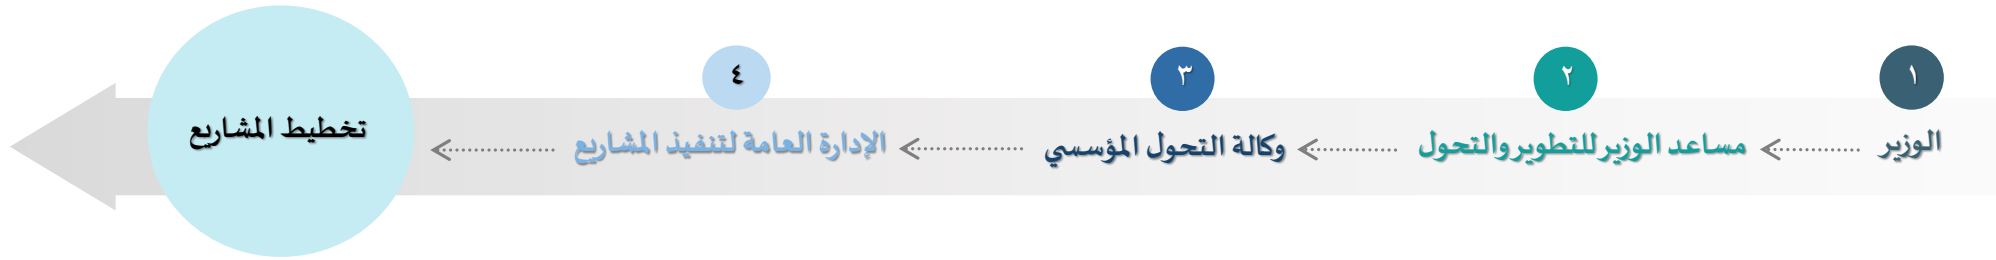 ١
الوزير
٢
مساعد الوزير للتطوير والتحول
٣
وكالة التحول المؤسسي
٤
الإدارة العامة لتنفيذ المشاريع
تخطيط المشاريع